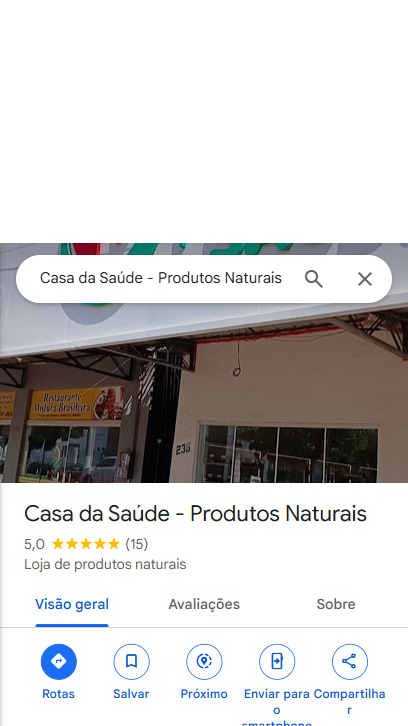 Casa da Saúde - Produtos Naturais
Restaurante
Mistura Brasileira
236
Casa da Saúde - Produtos Naturais
5,0 ★★★★★ (15)
Loja de produtos naturais
Visão geral Avaliações Sobre
Rotas Salvar Próximo Enviar para Compartilha
o r
smartphone